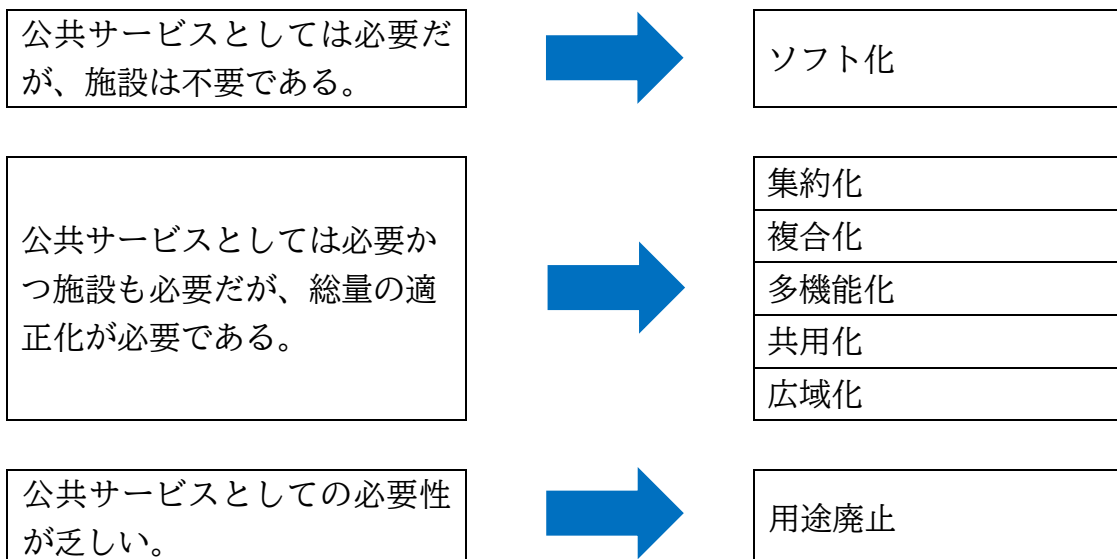 公共サービスとしては必要だ
が、施設は不要である。
ソフト化
公共サービスとしては必要か
つ施設も必要だが、総量の適
正化が必要である。
集約化
複合化
多機能化
共用化
広域化
公共サービスとしての必要性
が乏しい。
用途廃止